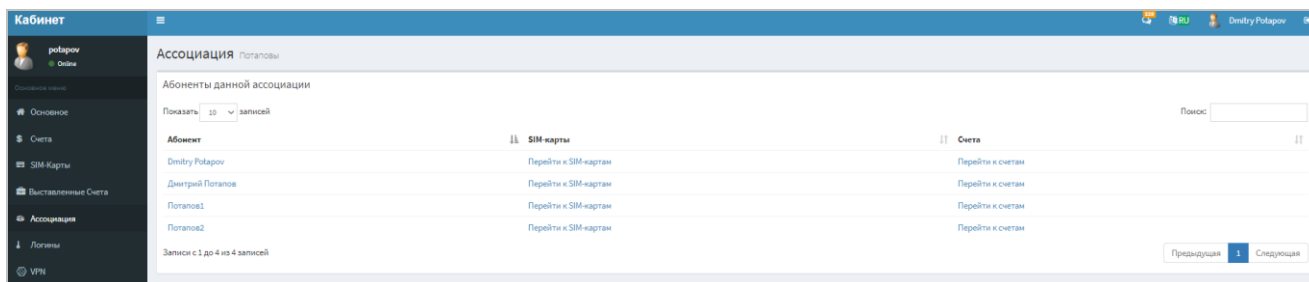 Кабинет
RU Dmitry Potapov
potapov
Online
Основное меню
Основное
Счета
SIM-Карты
Выставленные Счета
Ассоциация
Логины
VPN
Ассоциация Потаповы
Абоненты данной ассоциации
Показать 10 записей
Поиск:
Абонент SIM-карты Счета
Dmitry Potapov Перейти к SIM-картам Перейти к счетам
Дмитрий Потапов Перейти к SIM-картам Перейти к счетам
Потапов1 Перейти к SIM-картам Перейти к счетам
Потапов2 Перейти к SIM-картам Перейти к счетам
Записи с 1 до 4 из 4 записей
Предыдущая 1 Следующая